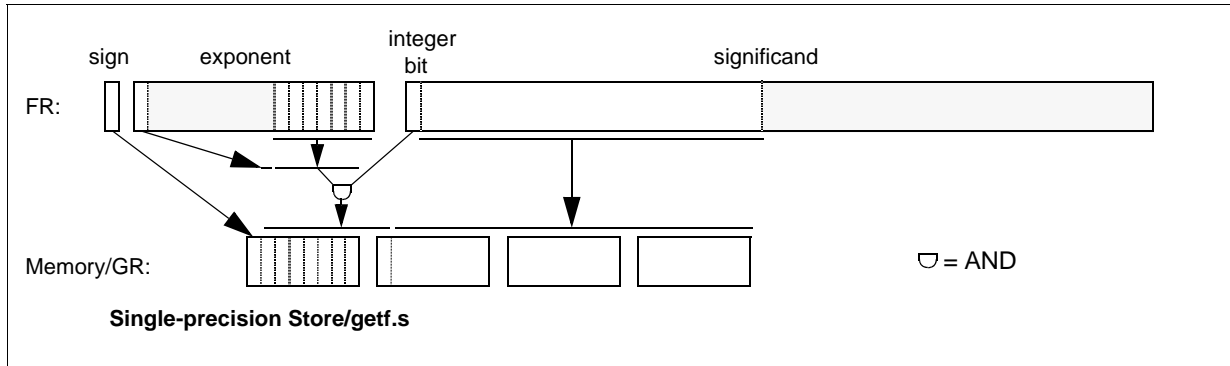 sign
exponent
integer
bit
significand
FR:
Memory/GR:
= AND
Single-precision Store/getf.s